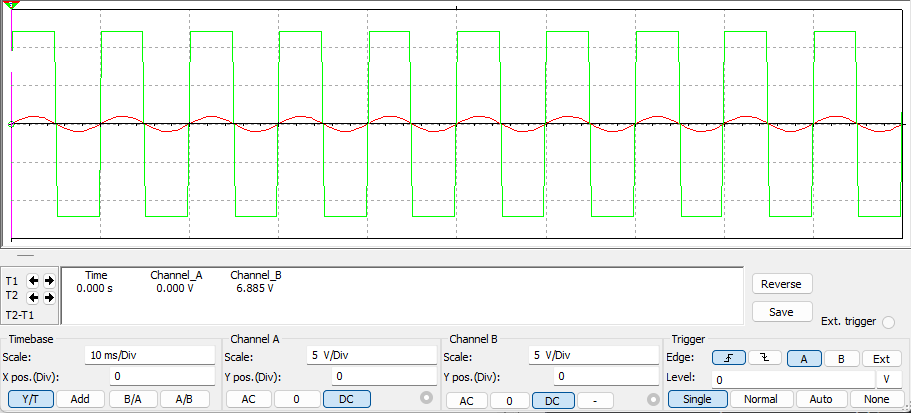 Time Channel_A Channel_B
T1 0.000 s 0.000 V 6.885 V
T2
T2-T1
Reverse
Save
Ext. trigger
Timebase
Scale: 10 ms/Div
X pos.(Div): 0
Y/T Add B/A A/B
Channel A
Scale: 5 V/Div
Y pos.(Div): 0
AC 0 DC
Channel B
Scale: 5 V/Div
Y pos.(Div): 0
AC 0 DC -
Trigger
Edge: A B Ext
Level: 0 V
Single Normal Auto None